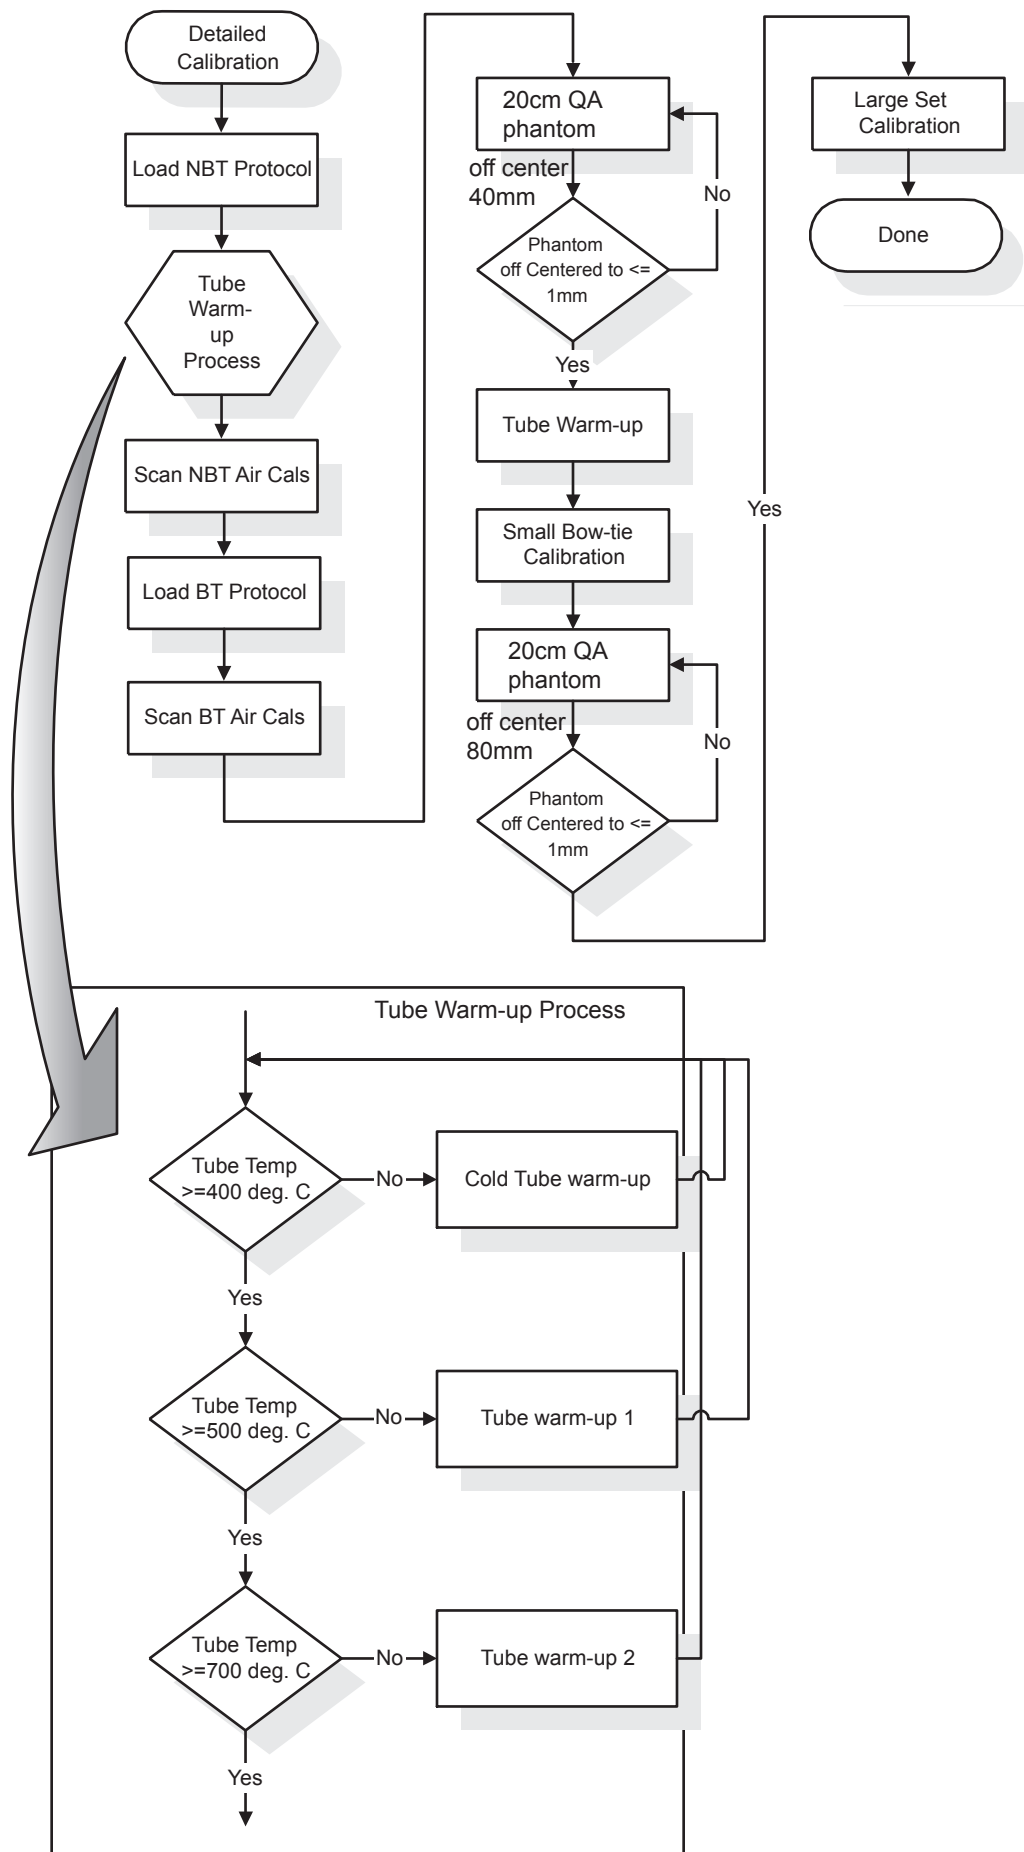 Detailed
Calibration
Load NBT Protocol
Tube
Warm-
up
Process
Scan NBT Air Cals
Load BT Protocol
Scan BT Air Cals
20cm QA
phantom
off center
40mm
No
Phantom
off Centered to <=
1mm
Yes
Tube Warm-up
Small Bow-tie
Calibration
20cm QA
phantom
off center
80mm
No
Phantom
off Centered to <=
1mm
Yes
Large Set
Calibration
Done
Tube Warm-up Process
Tube Temp
>=400 deg. C
No
Cold Tube warm-up
Yes
Tube Temp
>=500 deg. C
No
Tube warm-up 1
Yes
Tube Temp
>=700 deg. C
No
Tube warm-up 2
Yes